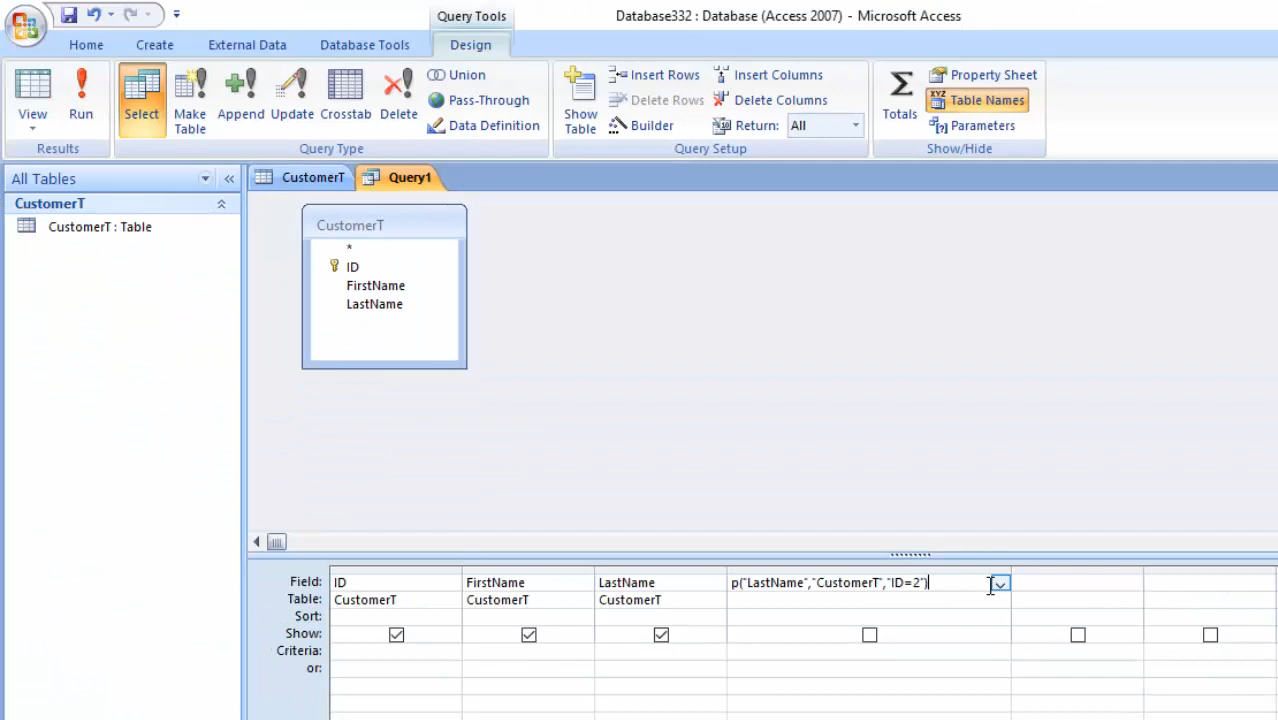 Query Tools
Database332 : Database (Access 2007) - Microsoft Access
Home Create External Data Database Tools Design
View
Run
Results
Select
Make Table
Append
Update
Crosstab
Delete
Union
Pass-Through
Data Definition
Query Type
Show Table
Insert Rows
Delete Rows
Builder
Insert Columns
Delete Columns
Return: All
Query Setup
Totals
Property Sheet
XYZ Table Names
Parameters
Show/Hide
All Tables
CustomerT
CustomerT : Table
CustomerT
Query1
CustomerT
*
ID
FirstName
LastName
Field: ID FirstName LastName p("LastName","CustomerT","ID=2")
Table: CustomerT CustomerT CustomerT
Sort:
Show:
Criteria:
or: